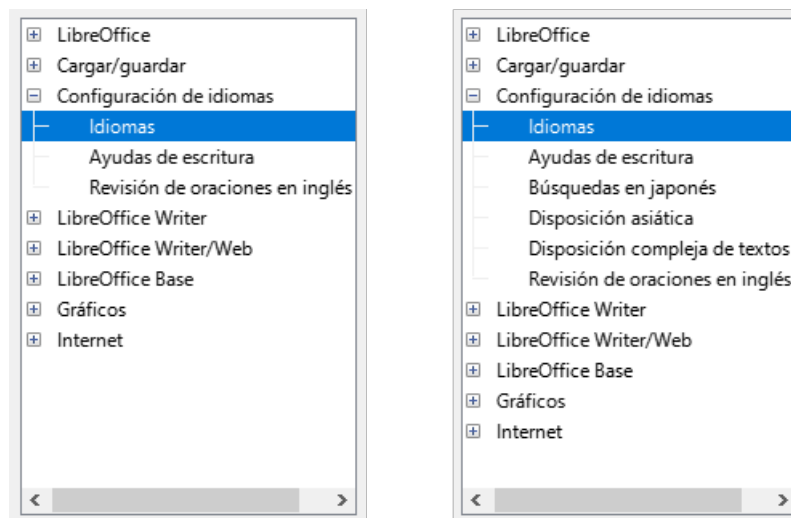 LibreOffice
Cargar/guardar
Configuración de idiomas
Idiomas
Ayudas de escritura
Revisión de oraciones en inglés
LibreOffice Writer
LibreOffice Writer/Web
LibreOffice Base
Gráficos
Internet
LibreOffice
Cargar/guardar
Configuración de idiomas
Idiomas
Ayudas de escritura
Búsquedas en japonés
Disposición asiática
Disposición compleja de textos
Revisión de oraciones en inglés
LibreOffice Writer
LibreOffice Writer/Web
LibreOffice Base
Gráficos
Internet